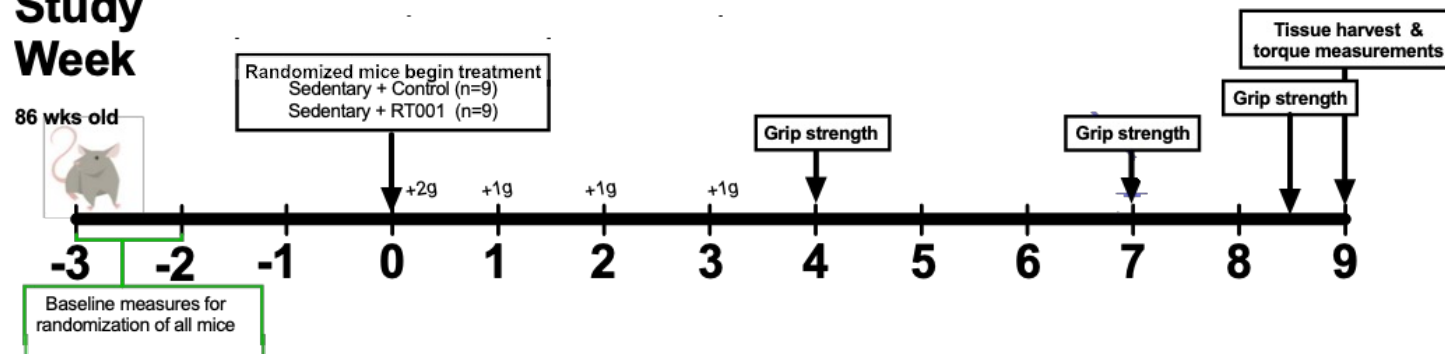 Study
Week
86 wks old
Randomized mice begin treatment
Sedentary + Control (n=9)
Sedentary + RT001 (n=9)
Grip strength
Grip strength
Grip strength
Tissue harvest &
torque measurements
+2g +1g +1g +1g
-3 -2 -1 0 1 2 3 4 5 6 7 8 9
Baseline measures for
randomization of all mice